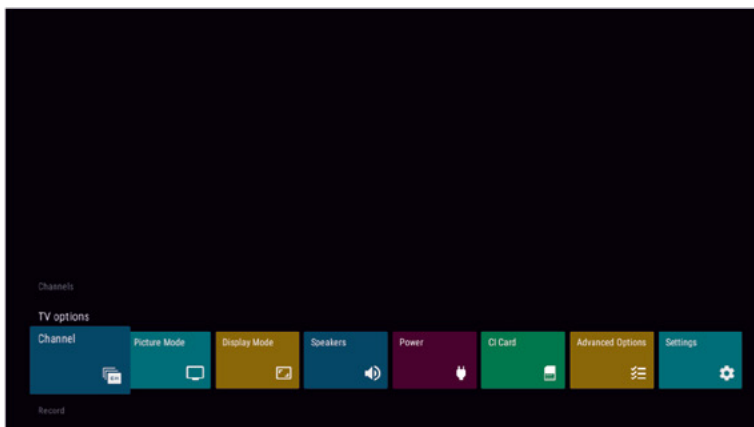 Channels
TV options
Channel
Picture Mode
Display Mode
Speakers
Power
CI Card
Advanced Options
Settings
Record